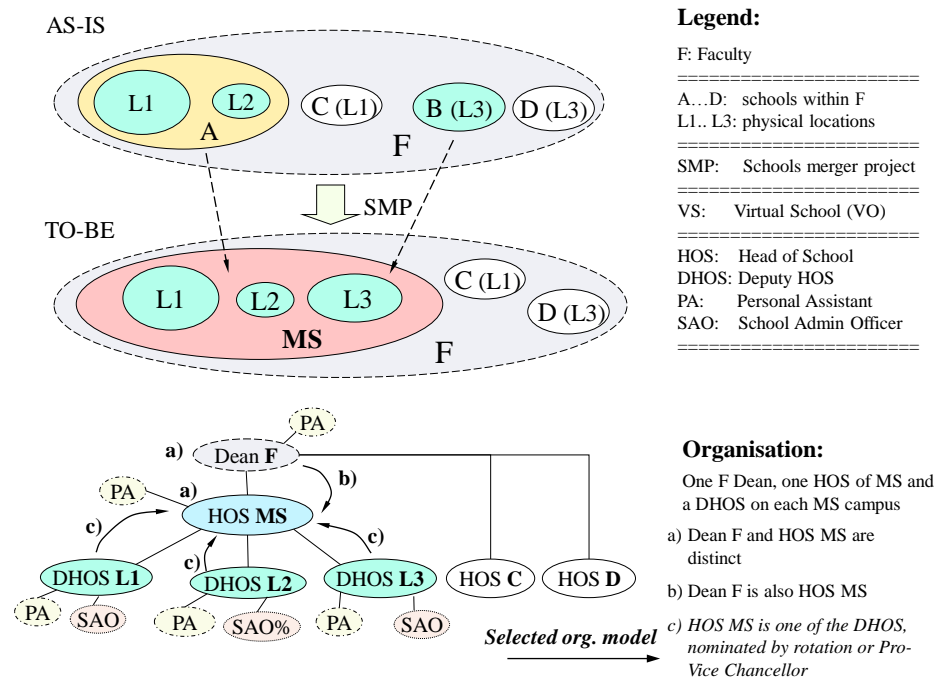 AS-IS
L1
L2
A
C (L1)
B (L3)
D (L3)
F
SMP
TO-BE
L1
L2
L3
MS
C (L1)
D (L3)
F
Legend:
F: Faculty
=======================
A…D: schools within F
L1.. L3: physical locations
=======================
SMP: Schools merger project
=======================
VS: Virtual School (VO)
=======================
HOS: Head of School
DHOS: Deputy HOS
PA: Personal Assistant
SAO: School Admin Officer
=======================
PA
a) Dean F
b)
PA
a)
HOS MS
c)
c)
c)
DHOS L1
DHOS L2
DHOS L3
HOS C
HOS D
PA
SAO
PA
SAO%
PA
SAO
Selected org. model
Organisation:
One F Dean, one HOS of MS and
a DHOS on each MS campus
a) Dean F and HOS MS are
distinct
b) Dean F is also HOS MS
c) HOS MS is one of the DHOS,
nominated by rotation or Pro-
Vice Chancellor